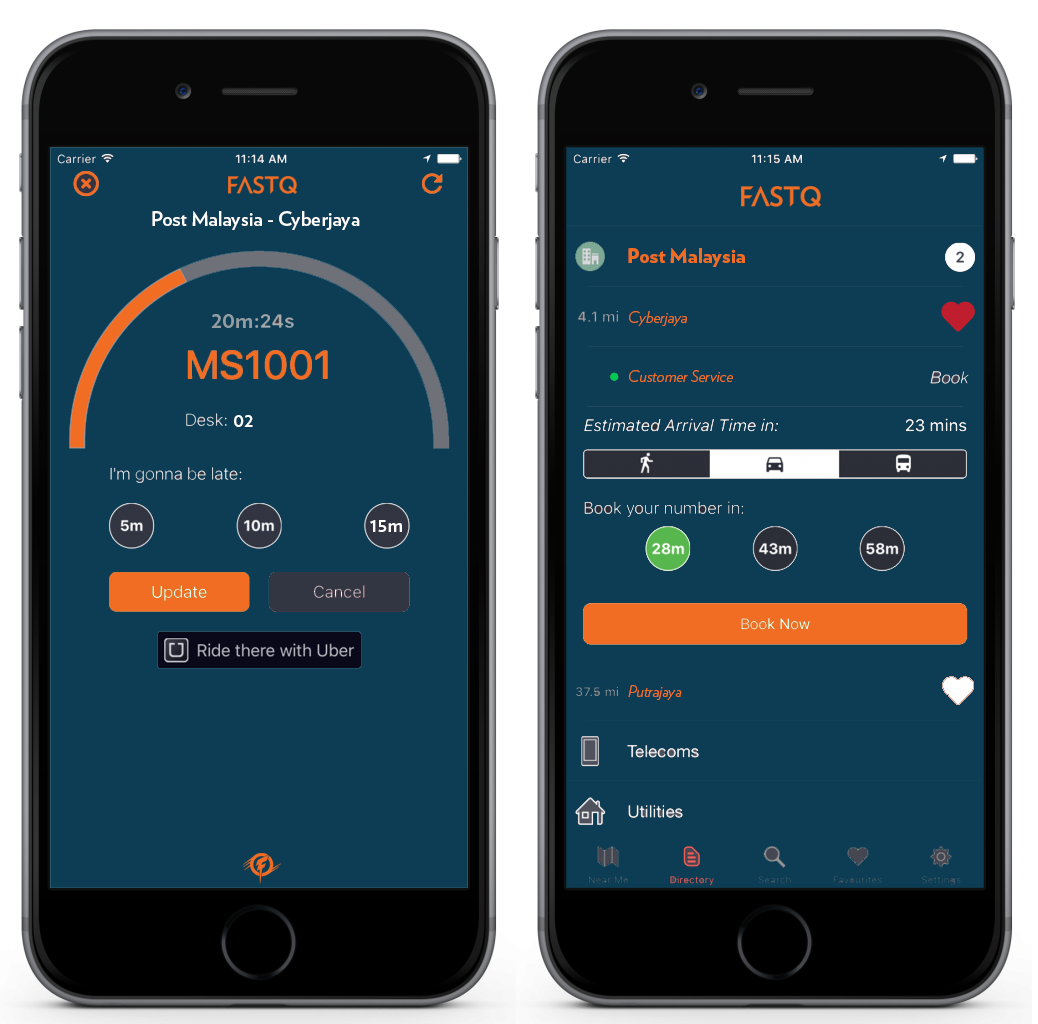 Carrier 11:14 AM
FASTQ
Post Malaysia - Cyberjaya
20m:24s
MS1001
Desk: 02
I'm gonna be late:
5m 10m 15m
Update Cancel
Ride there with Uber
Carrier 11:15 AM
FASTQ
Post Malaysia 2
4.1 mi Cyberjaya
Customer Service Book
Estimated Arrival Time in: 23 mins
Book your number in:
28m 43m 58m
Book Now
37.5 mi Putrajaya
Telecoms
Utilities
Near Me Directory Search Favourites Settings